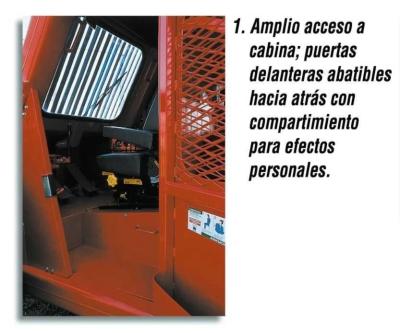 1. Amplio acceso a
cabina; puertas
delanteras abatibles
hacia atrás con
compartimiento
para efectos
personales.